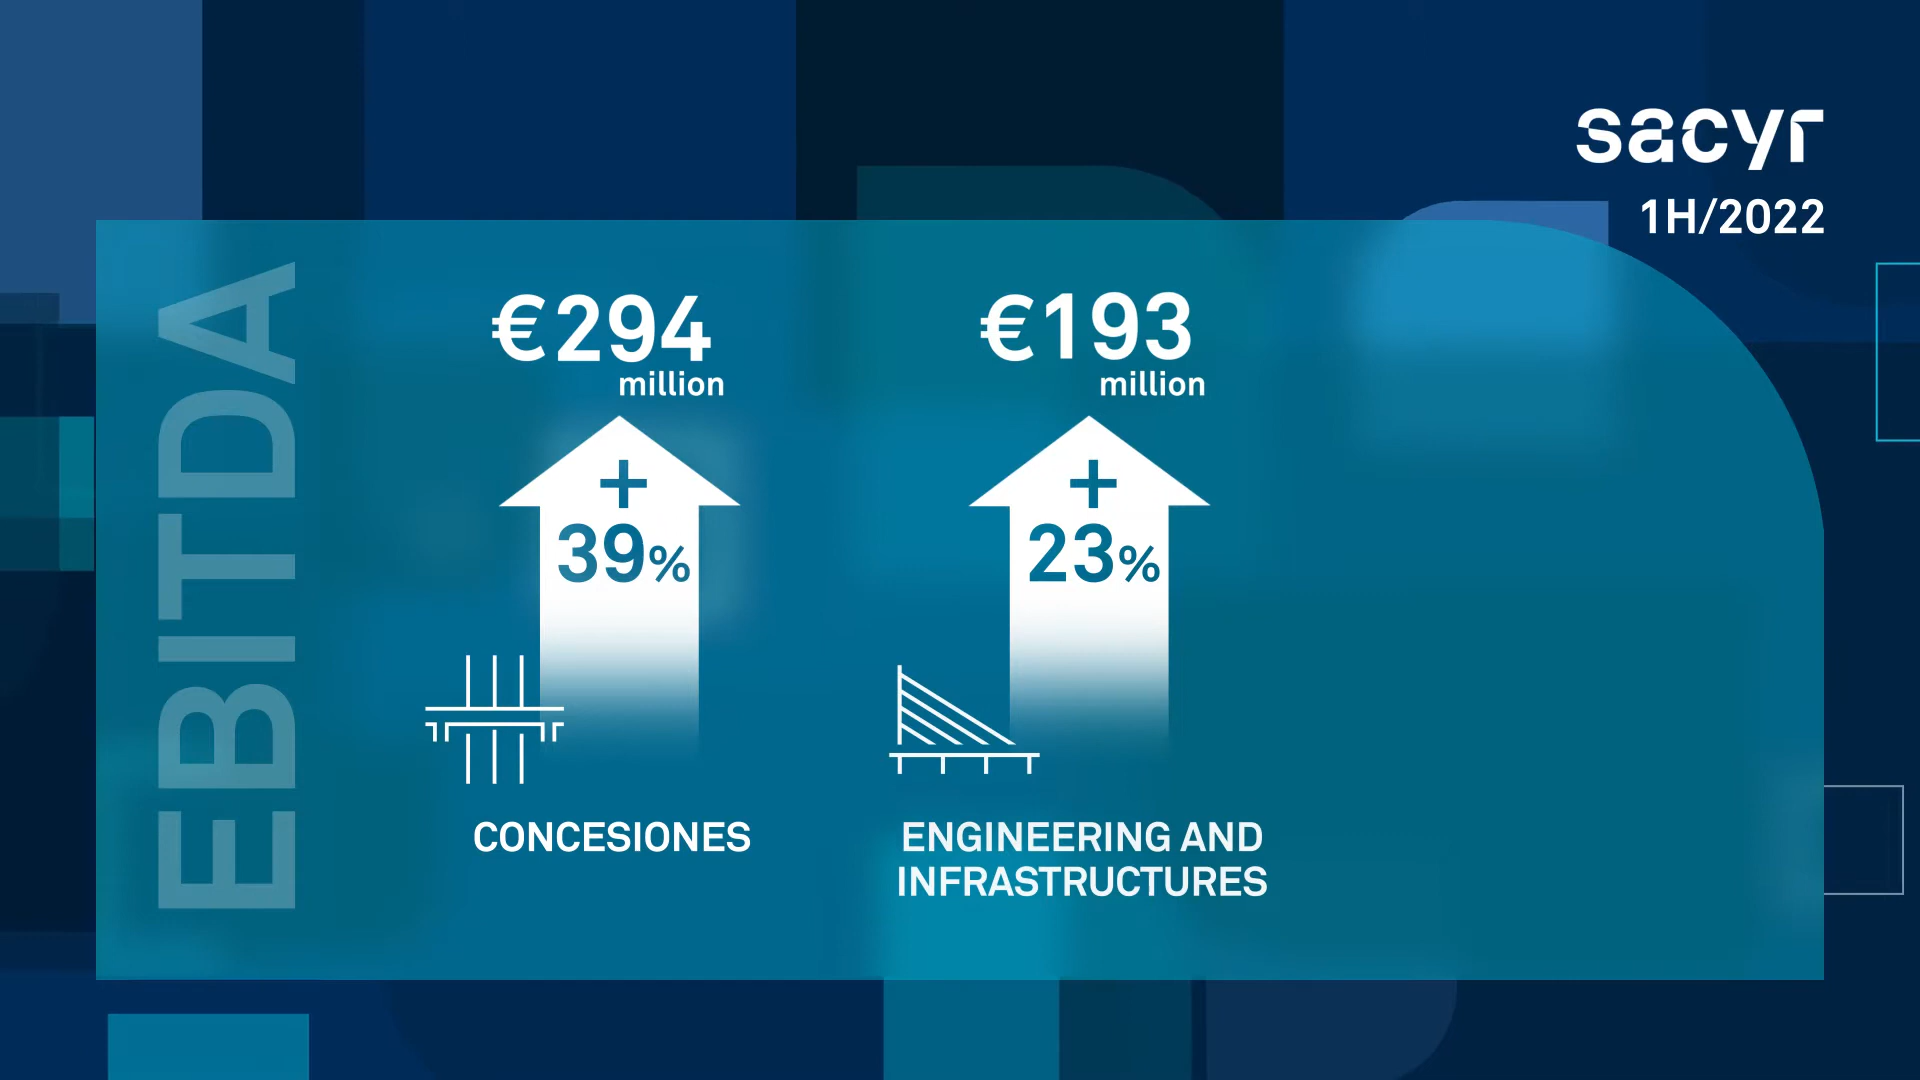 sacyr
1H/2022
EBITDA
€294
million
+
39%
CONCESIONES
€193
million
+
23%
ENGINEERING AND
INFRASTRUCTURES